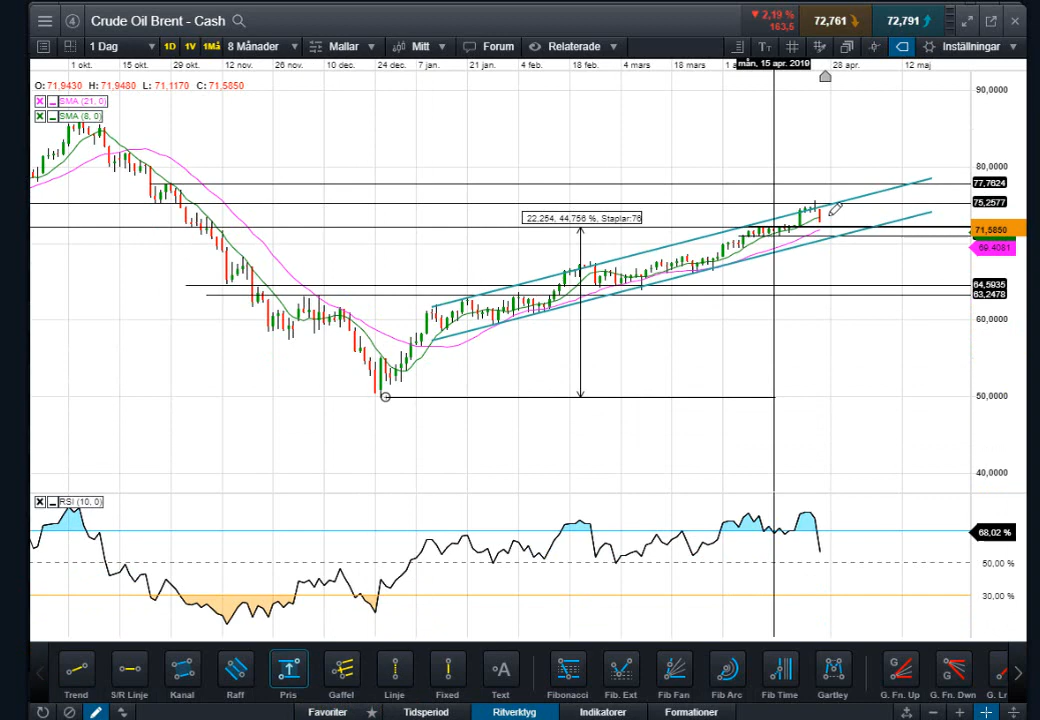 ④ Crude Oil Brent - Cash ▼ 2,19 % 163,5 72,761 72,791
1 Dag 1D 1V 1Må 8 Månader Mallar Mitt Forum Relaterade Inställningar
1 okt. 15 okt. 29 okt. 12 nov. 26 nov. 10 dec. 24 dec. 7 jan. 21 jan. 4 feb. 18 feb. 4 mars 18 mars 1 a mån, 15 apr. 2019 28 apr. 12 maj
O: 71,9430 H: 71,9480 L: 71,1170 C: 71,5850
SMA (21, 0)
SMA (8, 0)
90,0000
80,0000
77,7624
75,2577
22,254, 44,756 %, Staplar:76
71,5850
69,4081
64,5935
63,2478
60,0000
50,0000
40,0000
RSI (10, 0)
68,02 %
50,00 %
30,00 %
Trend S/R Linje Kanal Raff Pris Gaffel Linje Fixed Text Fibonacci Fib. Ext Fib Fan Fib Arc Fib Time Gartley G. Fn. Up G. Fn. Dwn G. Lr
Favoriter Tidsperiod Ritverktyg Indikatorer Formationer